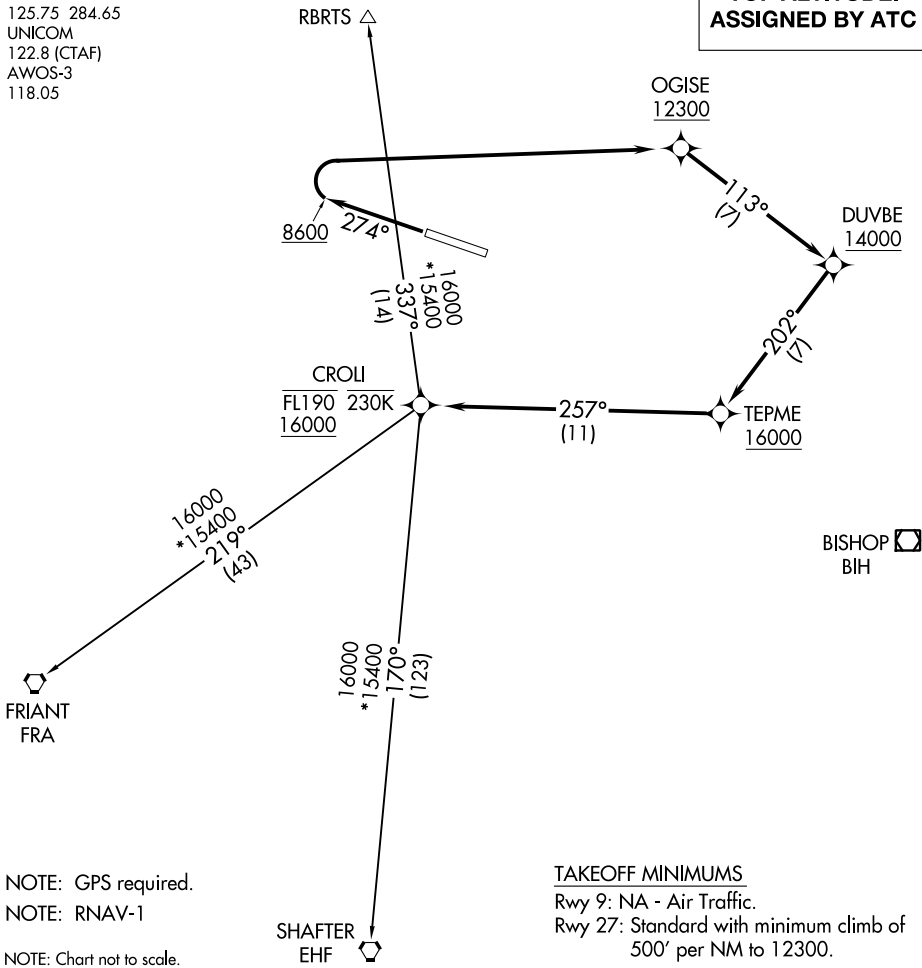 125.75 284.65
UNICOM
122.8 (CTAF)
AWOS-3
118.05
RBRTS
ASSIGNED BY ATC
OGISE
12300
113°
(7)
DUVBE
14000
8600
274°
202°
(7)
16000
*15400
337°
(14)
CROLI
FL190 230K
16000
257°
(11)
TEPME
16000
16000
*15400
219°
(43)
BISHOP
BIH
16000
*15400
170°
(123)
FRIANT
FRA
NOTE: GPS required.
NOTE: RNAV-1
NOTE: Chart not to scale.
SHAFTER
EHF
TAKEOFF MINIMUMS
Rwy 9: NA - Air Traffic.
Rwy 27: Standard with minimum climb of
500' per NM to 12300.